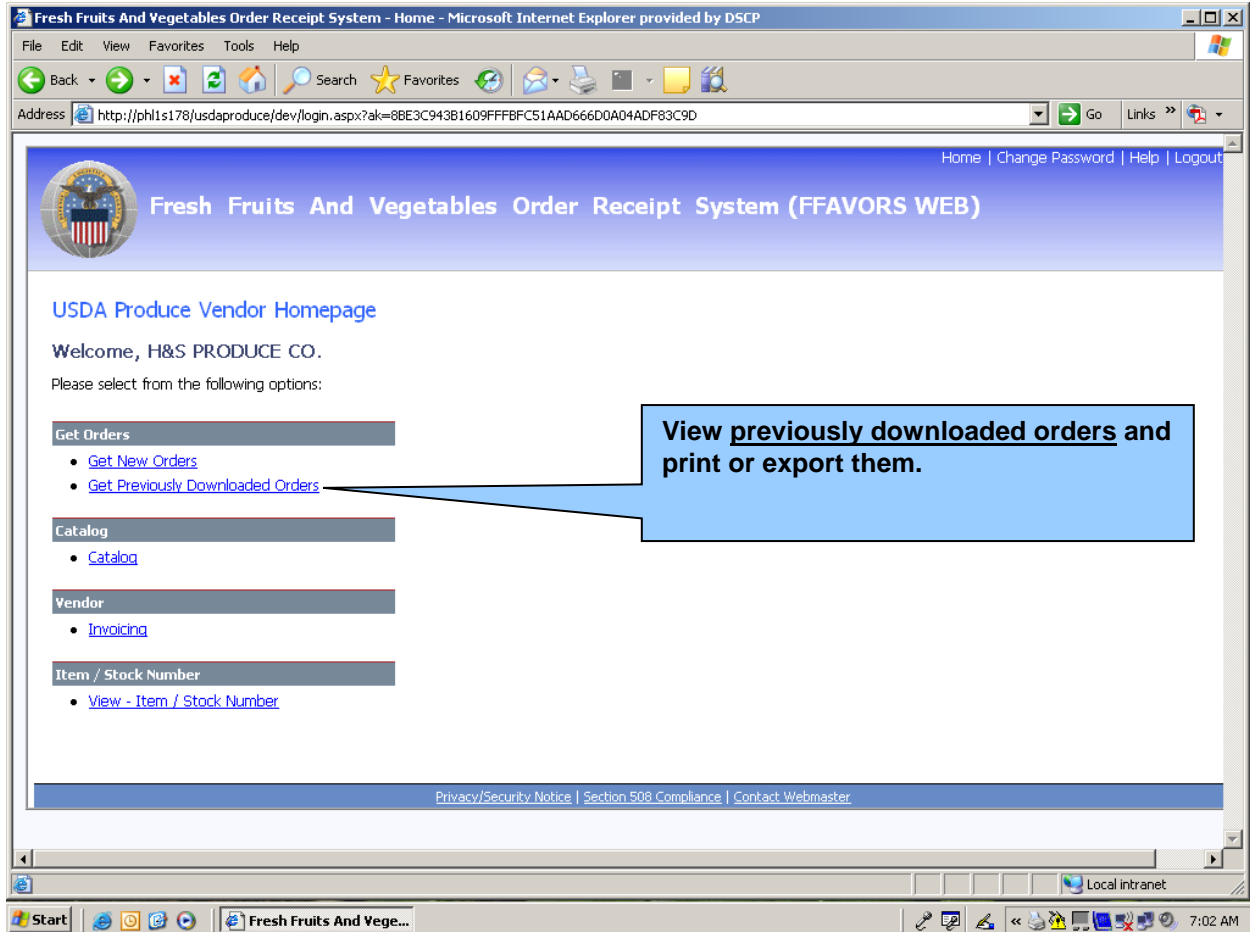 Fresh Fruits And Vegetables Order Receipt System - Home - Microsoft Internet Explorer provided by DSCP
File Edit View Favorites Tools Help
Back Search Favorites
Address http://phl1s178/usdaproduce/dev/login.aspx?ak=8BE3C943B1609FFFBFC51AAD666D0A04ADF83C9D Go Links »
Home | Change Password | Help | Logout
Fresh Fruits And Vegetables Order Receipt System (FFAVORS WEB)
USDA Produce Vendor Homepage
Welcome, H&S PRODUCE CO.
Please select from the following options:
Get Orders
• Get New Orders
• Get Previously Downloaded Orders
View previously downloaded orders and
print or export them.
Catalog
• Catalog
Vendor
• Invoicing
Item / Stock Number
• View - Item / Stock Number
Privacy/Security Notice | Section 508 Compliance | Contact Webmaster
Local intranet
Start Fresh Fruits And Vege... « 7:02 AM